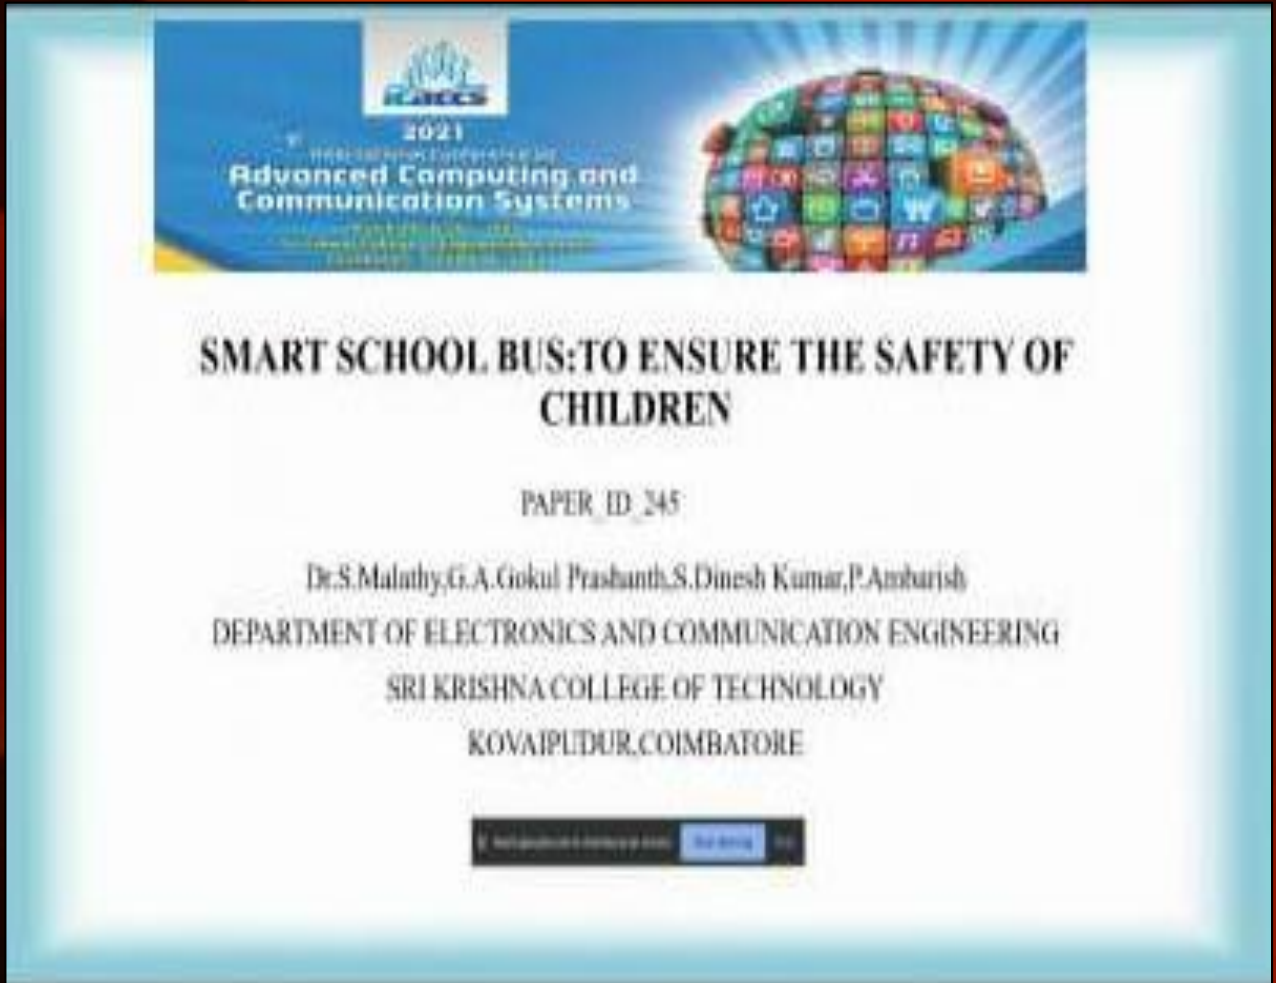 icaccs
2021
Advanced Computing and
Communication Systems
SMART SCHOOL BUS:TO ENSURE THE SAFETY OF
CHILDREN
PAPER_ID_245
Dr.S.Malathy,G.A.Gokul Prashanth,S.Dinesh Kumar,P.Ambarish
DEPARTMENT OF ELECTRONICS AND COMMUNICATION ENGINEERING
SRI KRISHNA COLLEGE OF TECHNOLOGY
KOVAIPUDUR,COIMBATORE